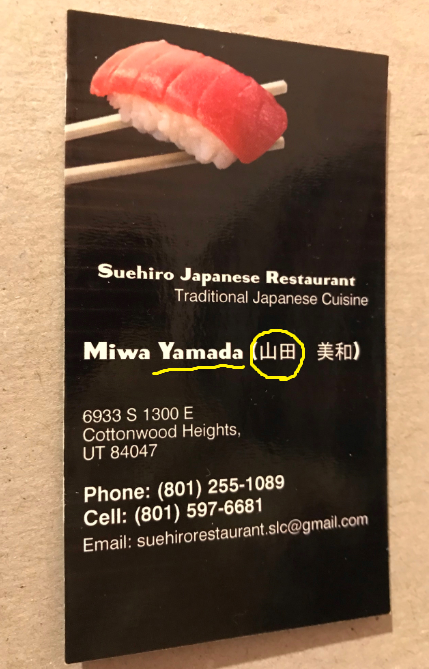 Suehiro Japanese Restaurant
Traditional Japanese Cuisine
Miwa Yamada (山田 美和)
6933 S 1300 E
Cottonwood Heights,
UT 84047
Phone: (801) 255-1089
Cell: (801) 597-6681
Email: suehirorestaurant.slc@gmail.com